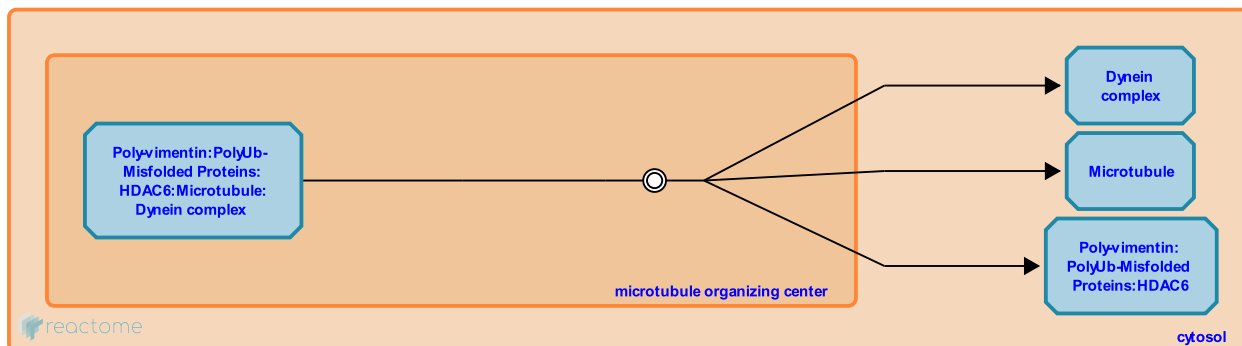 Poly-vimentin:PolyUb-
Misfolded Proteins:
HDAC6:Microtubule:
Dynein complex
Dynein
complex
Microtubule
Poly-vimentin:
PolyUb-Misfolded
Proteins:HDAC6
microtubule organizing center
reactome
cytosol